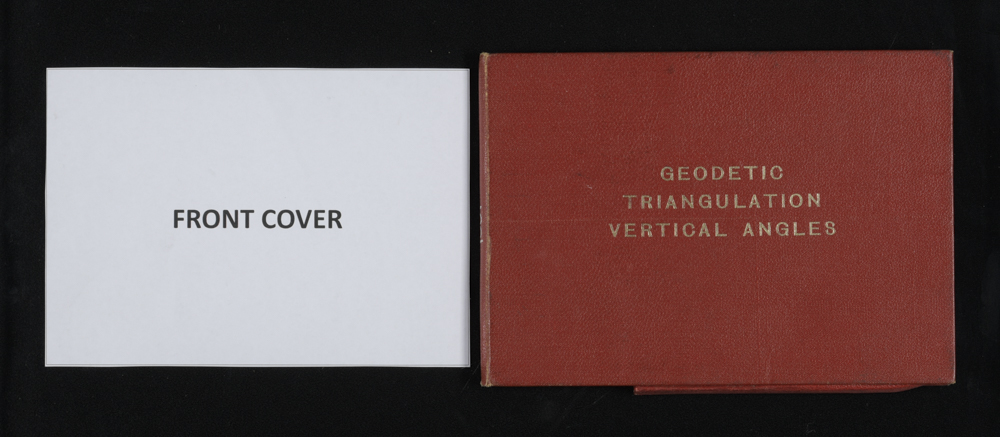 FRONT COVER
GEODETIC
TRIANGULATION
VERTICAL ANGLES